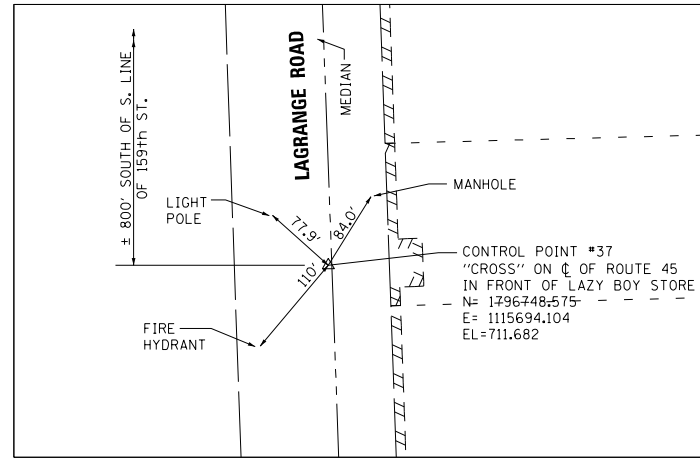 ± 800' SOUTH OF S. LINE
OF 159th ST.
LAGRANGE ROAD
MEDIAN
LIGHT
POLE
77.9'
84.0'
110'
MANHOLE
FIRE
HYDRANT
CONTROL POINT #37
"CROSS" ON ℄ OF ROUTE 45
IN FRONT OF LAZY BOY STORE
N= 1796748.575
E= 1115694.104
EL=711.682